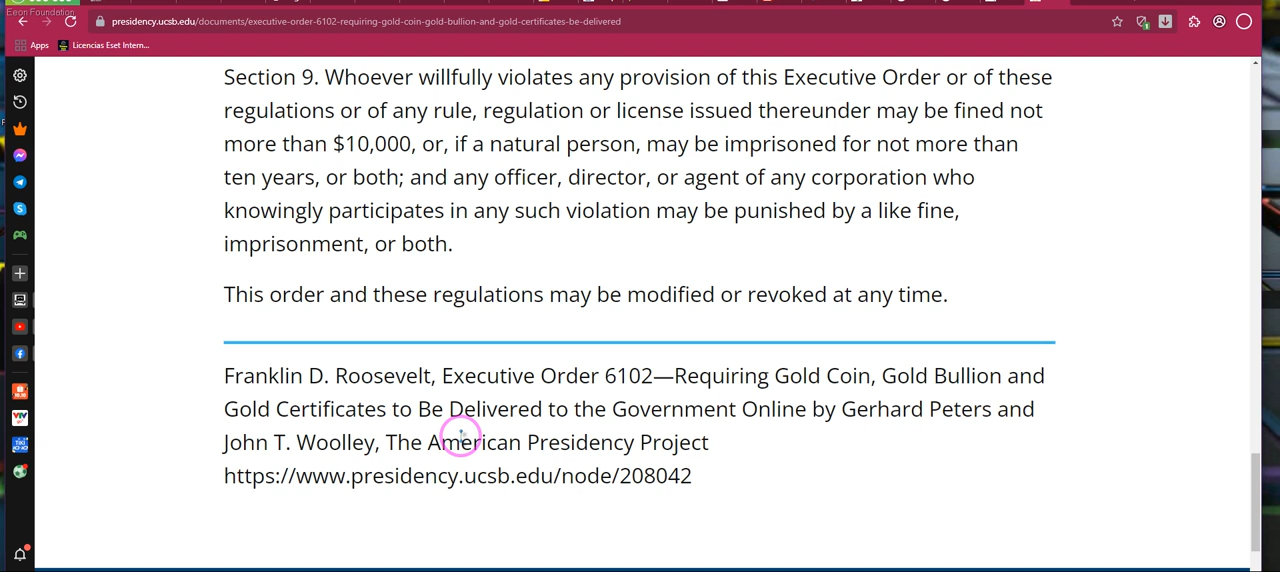 Eeon Foundation
presidency.ucsb.edu/documents/executive-order-6102-requiring-gold-coin-gold-bullion-and-gold-certificates-be-delivered
Apps Licencias Eset Intern...
Section 9. Whoever willfully violates any provision of this Executive Order or of these
regulations or of any rule, regulation or license issued thereunder may be fined not
more than $10,000, or, if a natural person, may be imprisoned for not more than
ten years, or both; and any officer, director, or agent of any corporation who
knowingly participates in any such violation may be punished by a like fine,
imprisonment, or both.
This order and these regulations may be modified or revoked at any time.
Franklin D. Roosevelt, Executive Order 6102—Requiring Gold Coin, Gold Bullion and
Gold Certificates to Be Delivered to the Government Online by Gerhard Peters and
John T. Woolley, The American Presidency Project
https://www.presidency.ucsb.edu/node/208042